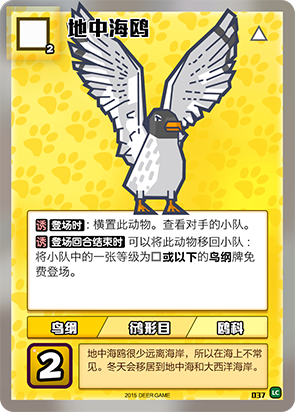 2
地中海鸥
诱 登场时：横置此动物。查看对手的小队。
诱 登场回合结束时 可以将此动物移回小队：
将小队中的一张等级为□或以下的鸟纲牌免
费登场。
鸟纲 鸻形目 鸥科
2
地中海鸥很少远离海岸，所以在海上不常
见。冬天会移居到地中海和大西洋海岸。
2015 DEER GAME
037 LC